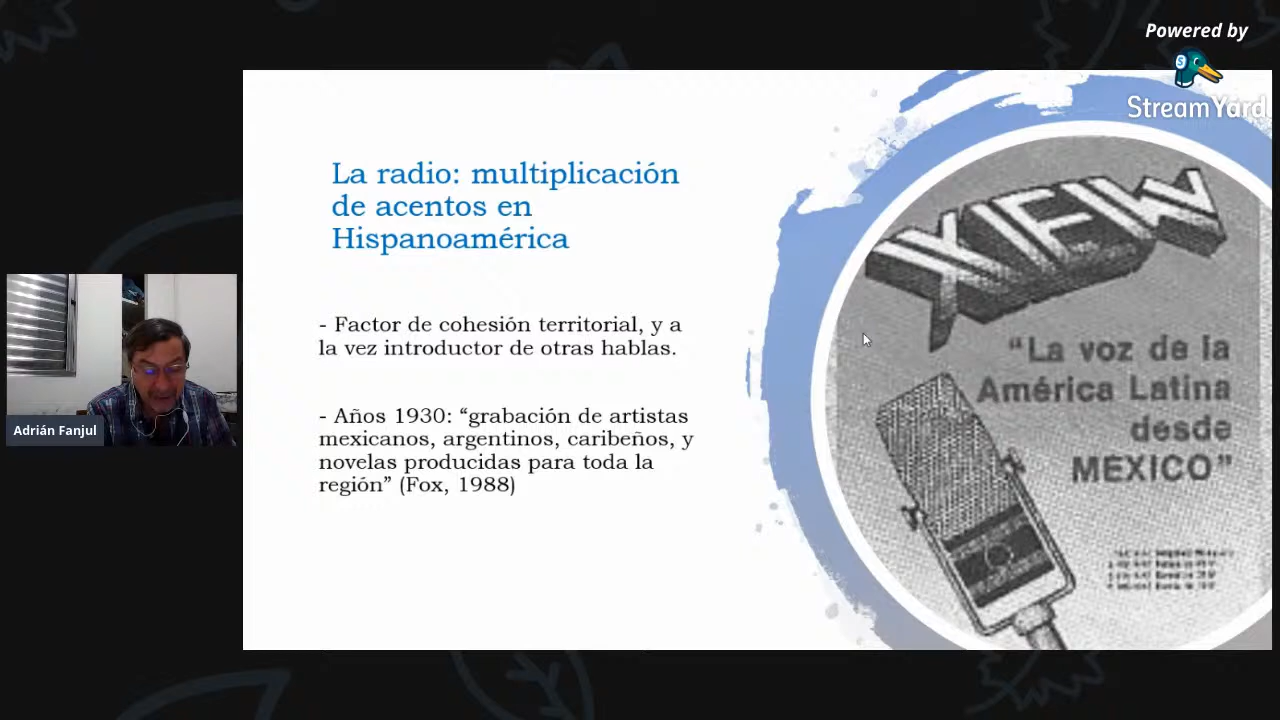 Powered by
StreamYard
La radio: multiplicación
de acentos en
Hispanoamérica
- Factor de cohesión territorial, y a
la vez introductor de otras hablas.
- Años 1930: “grabación de artistas
mexicanos, argentinos, caribeños, y
novelas producidas para toda la
región” (Fox, 1988)
XEW
“La voz de la
América Latina
desde
MEXICO”
Adrián Fanjul